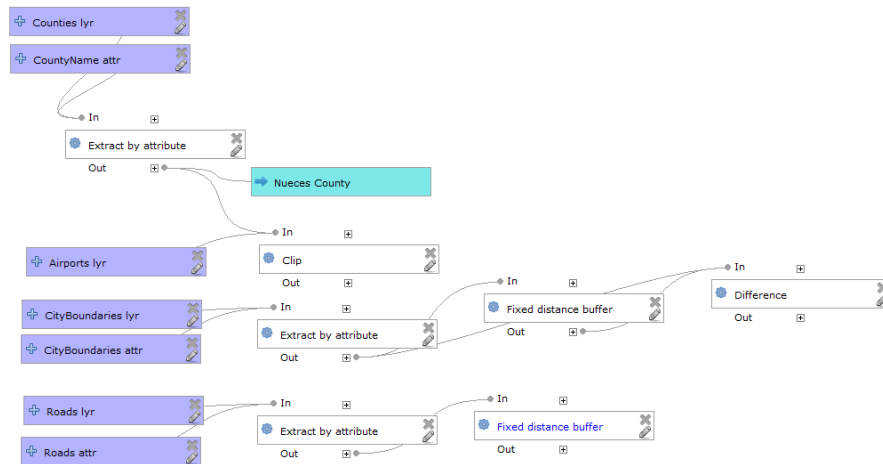 Counties lyr
CountyName attr
In
Extract by attribute
Out
Nueces County
In
Airports lyr
Clip
Out
In
Difference
Out
In
Fixed distance buffer
Out
In
CityBoundaries lyr
Extract by attribute
CityBoundaries attr
Out
In
Roads lyr
Extract by attribute
Roads attr
Out
In
Fixed distance buffer
Out